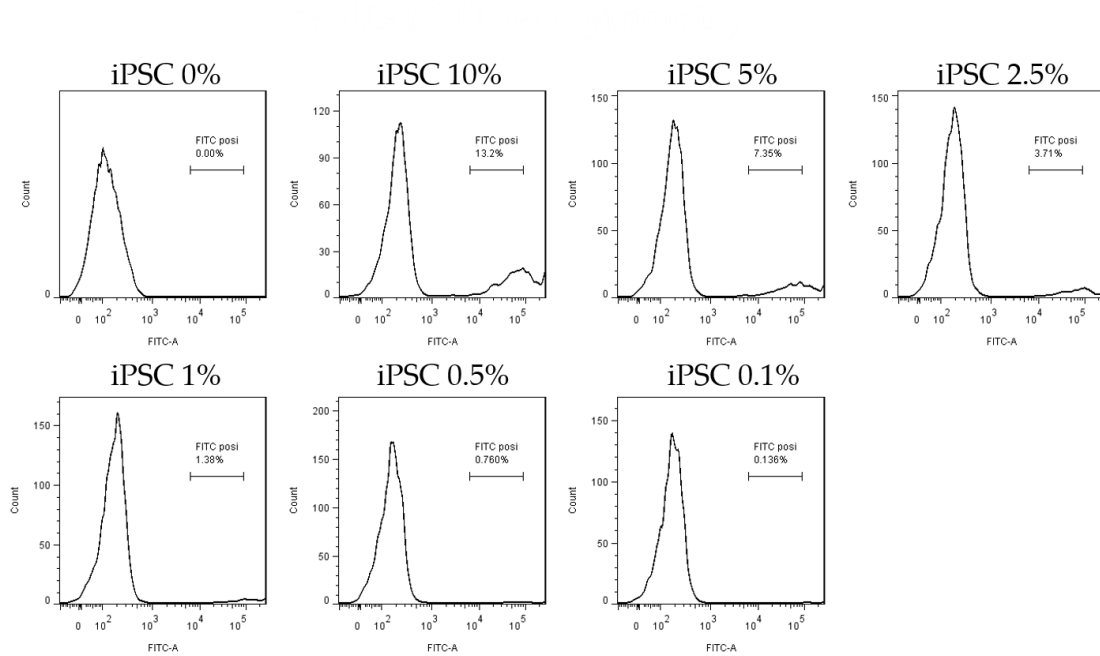 iPSC 0%
iPSC 10%
iPSC 5%
iPSC 2.5%
FITC posi
0.00%
Count
0
0 10^2 10^3 10^4 10^5
FITC-A
FITC posi
13.2%
Count
120
90
60
30
0
0 10^2 10^3 10^4 10^5
FITC-A
FITC posi
7.35%
Count
150
100
50
0
0 10^2 10^3 10^4 10^5
FITC-A
FITC posi
3.71%
Count
150
100
50
0
0 10^2 10^3 10^4 10^5
FITC-A
iPSC 1%
iPSC 0.5%
iPSC 0.1%
FITC posi
1.38%
Count
150
100
50
0
0 10^2 10^3 10^4 10^5
FITC-A
FITC posi
0.760%
Count
200
150
100
50
0
0 10^2 10^3 10^4 10^5
FITC-A
FITC posi
0.136%
Count
150
100
50
0
0 10^2 10^3 10^4 10^5
FITC-A